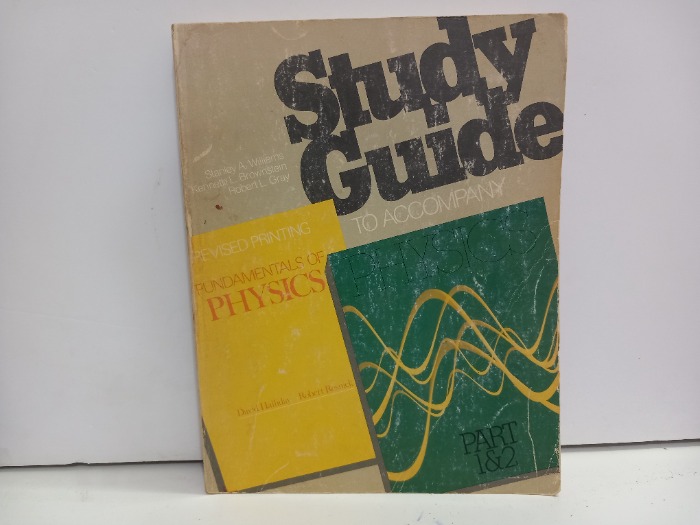 Study
Guide
Stanley A. Williams
Kenneth L. Brownstein
Robert L. Gray
TO ACCOMPANY
REVISED PRINTING
FUNDAMENTALS OF
PHYSICS
David Halliday Robert Resnick
PHYSICS
PART
1&2